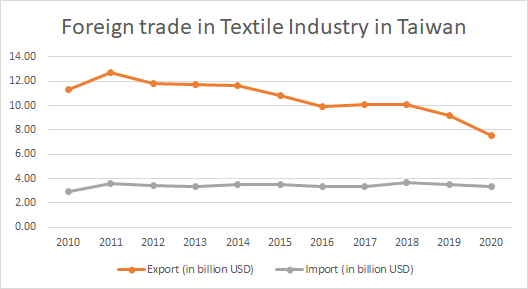 Foreign trade in Textile Industry in Taiwan
14.00
12.00
10.00
8.00
6.00
4.00
2.00
0.00
2010 2011 2012 2013 2014 2015 2016 2017 2018 2019 2020
Export (in billion USD) Import (in billion USD)